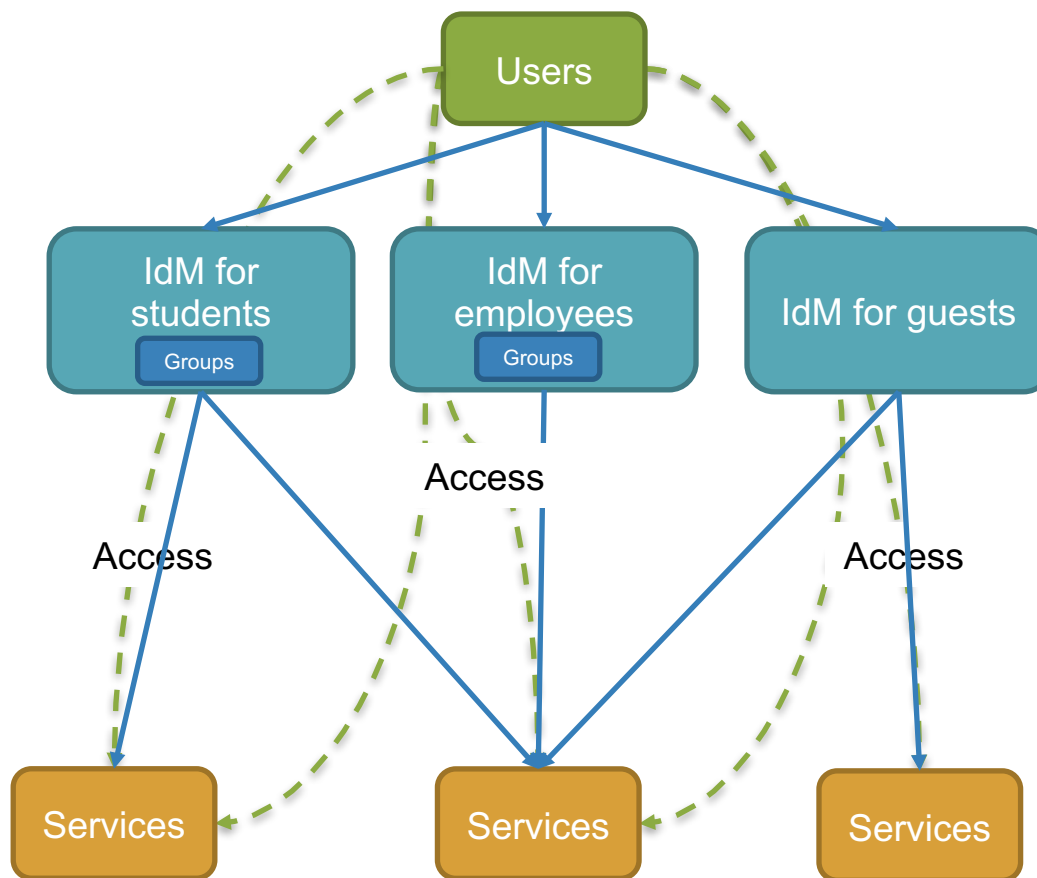 Users
IdM for
students
Groups
IdM for
employees
Groups
IdM for guests
Access
Access
Access
Services
Services
Services